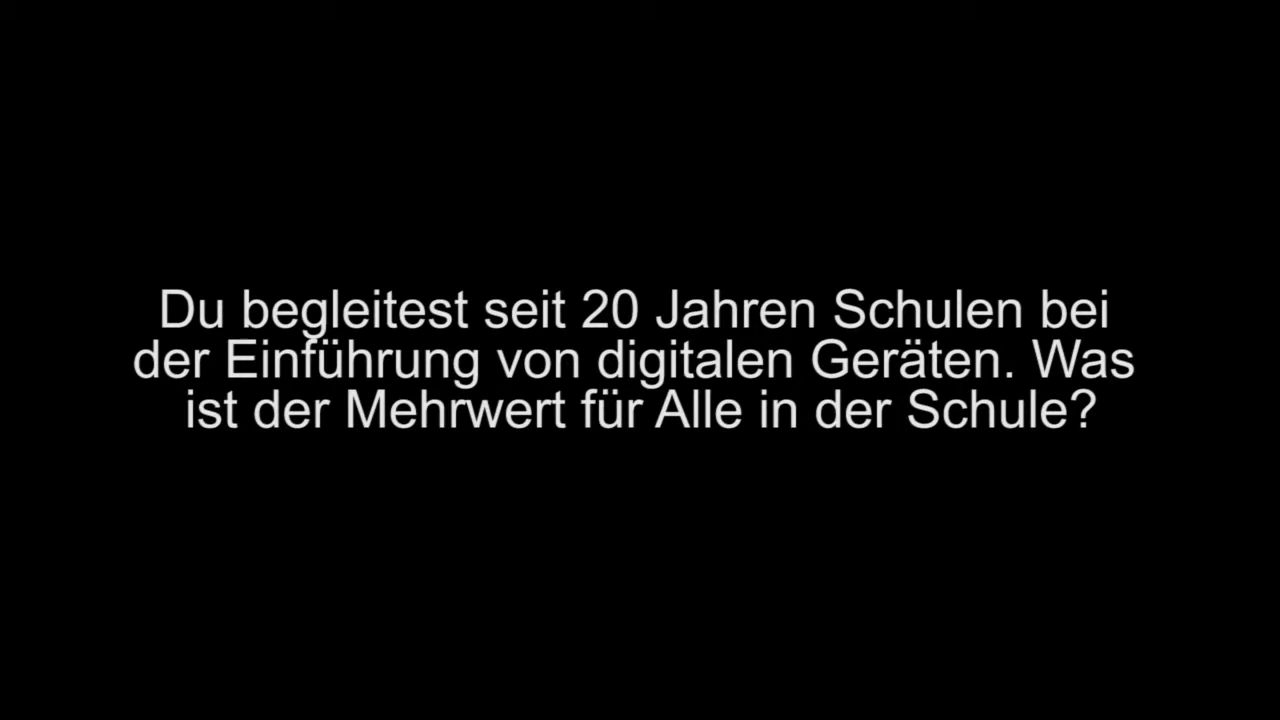 Du begleitest seit 20 Jahren Schulen bei
der Einführung von digitalen Geräten. Was
ist der Mehrwert für Alle in der Schule?